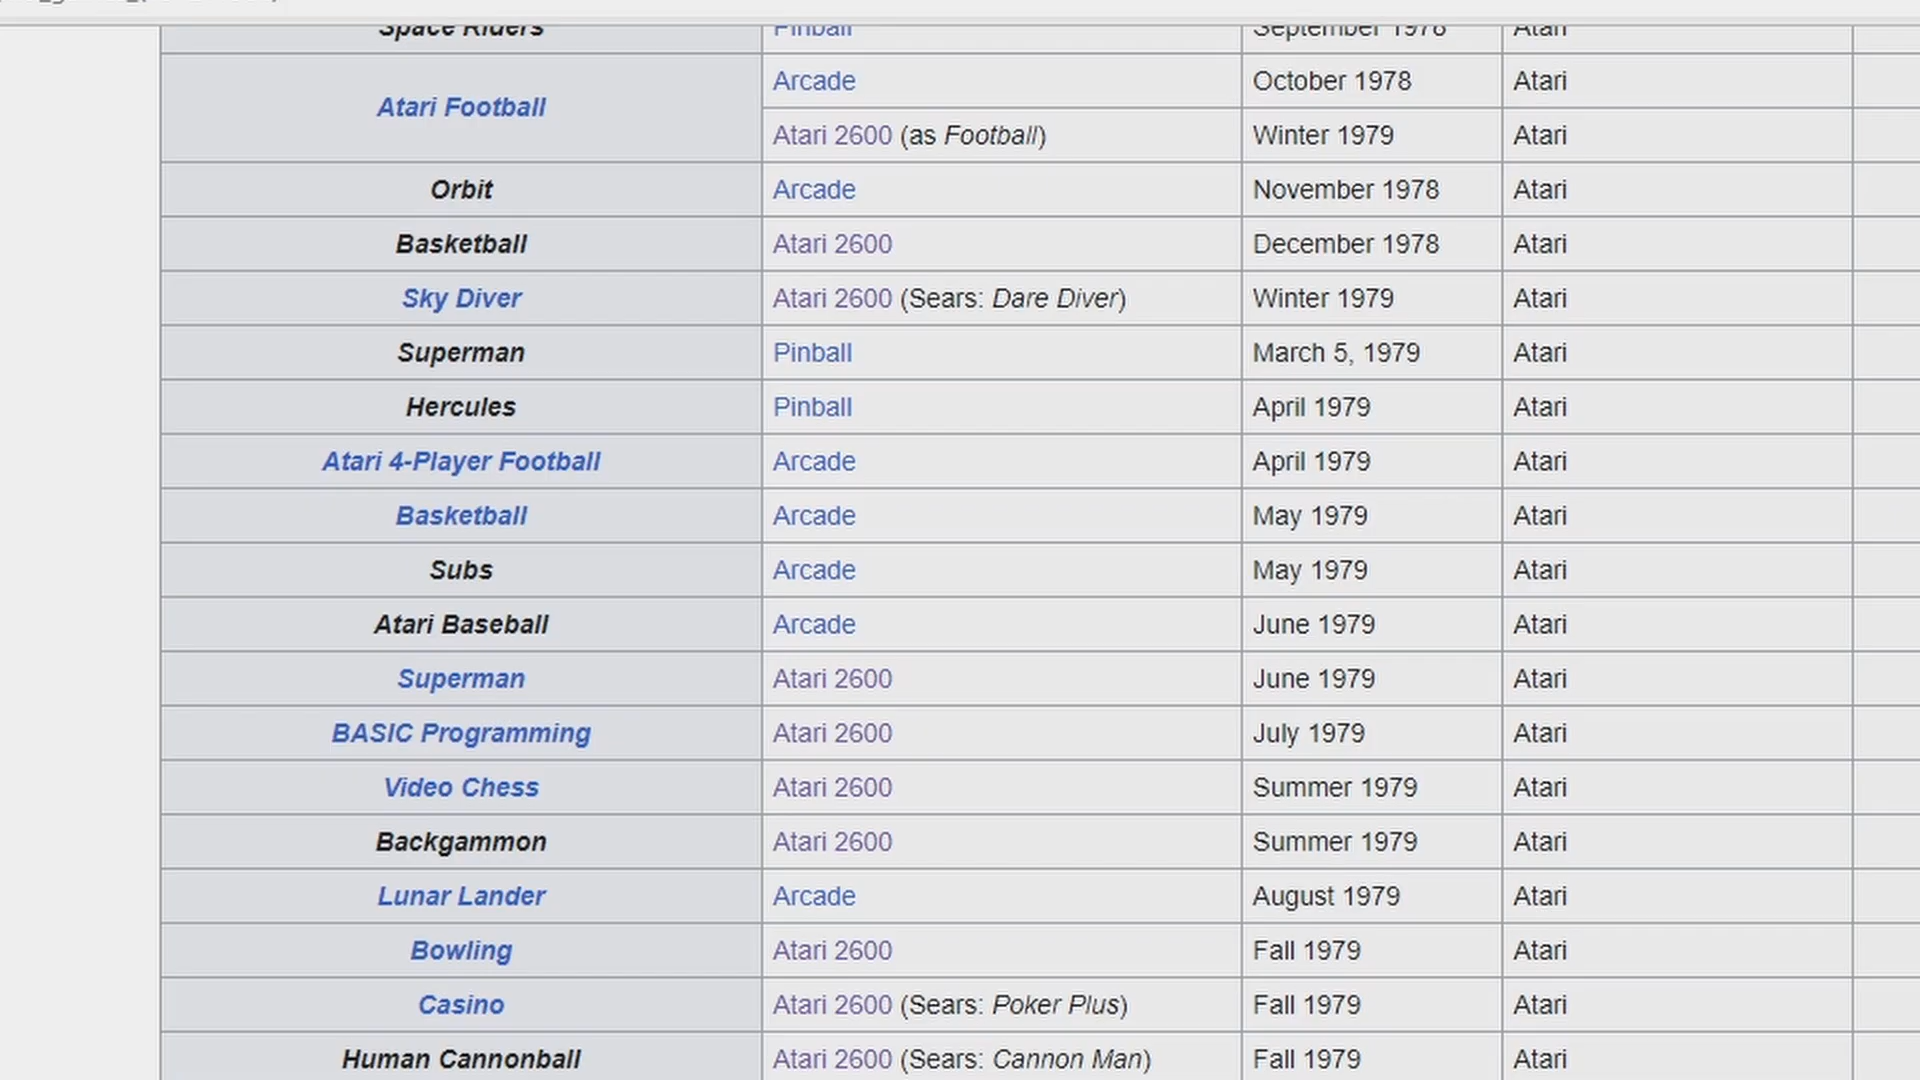 Space Riders Pinball September 1978 Atari
Atari Football Arcade October 1978 Atari
Atari 2600 (as Football) Winter 1979 Atari
Orbit Arcade November 1978 Atari
Basketball Atari 2600 December 1978 Atari
Sky Diver Atari 2600 (Sears: Dare Diver) Winter 1979 Atari
Superman Pinball March 5, 1979 Atari
Hercules Pinball April 1979 Atari
Atari 4-Player Football Arcade April 1979 Atari
Basketball Arcade May 1979 Atari
Subs Arcade May 1979 Atari
Atari Baseball Arcade June 1979 Atari
Superman Atari 2600 June 1979 Atari
BASIC Programming Atari 2600 July 1979 Atari
Video Chess Atari 2600 Summer 1979 Atari
Backgammon Atari 2600 Summer 1979 Atari
Lunar Lander Arcade August 1979 Atari
Bowling Atari 2600 Fall 1979 Atari
Casino Atari 2600 (Sears: Poker Plus) Fall 1979 Atari
Human Cannonball Atari 2600 (Sears: Cannon Man) Fall 1979 Atari